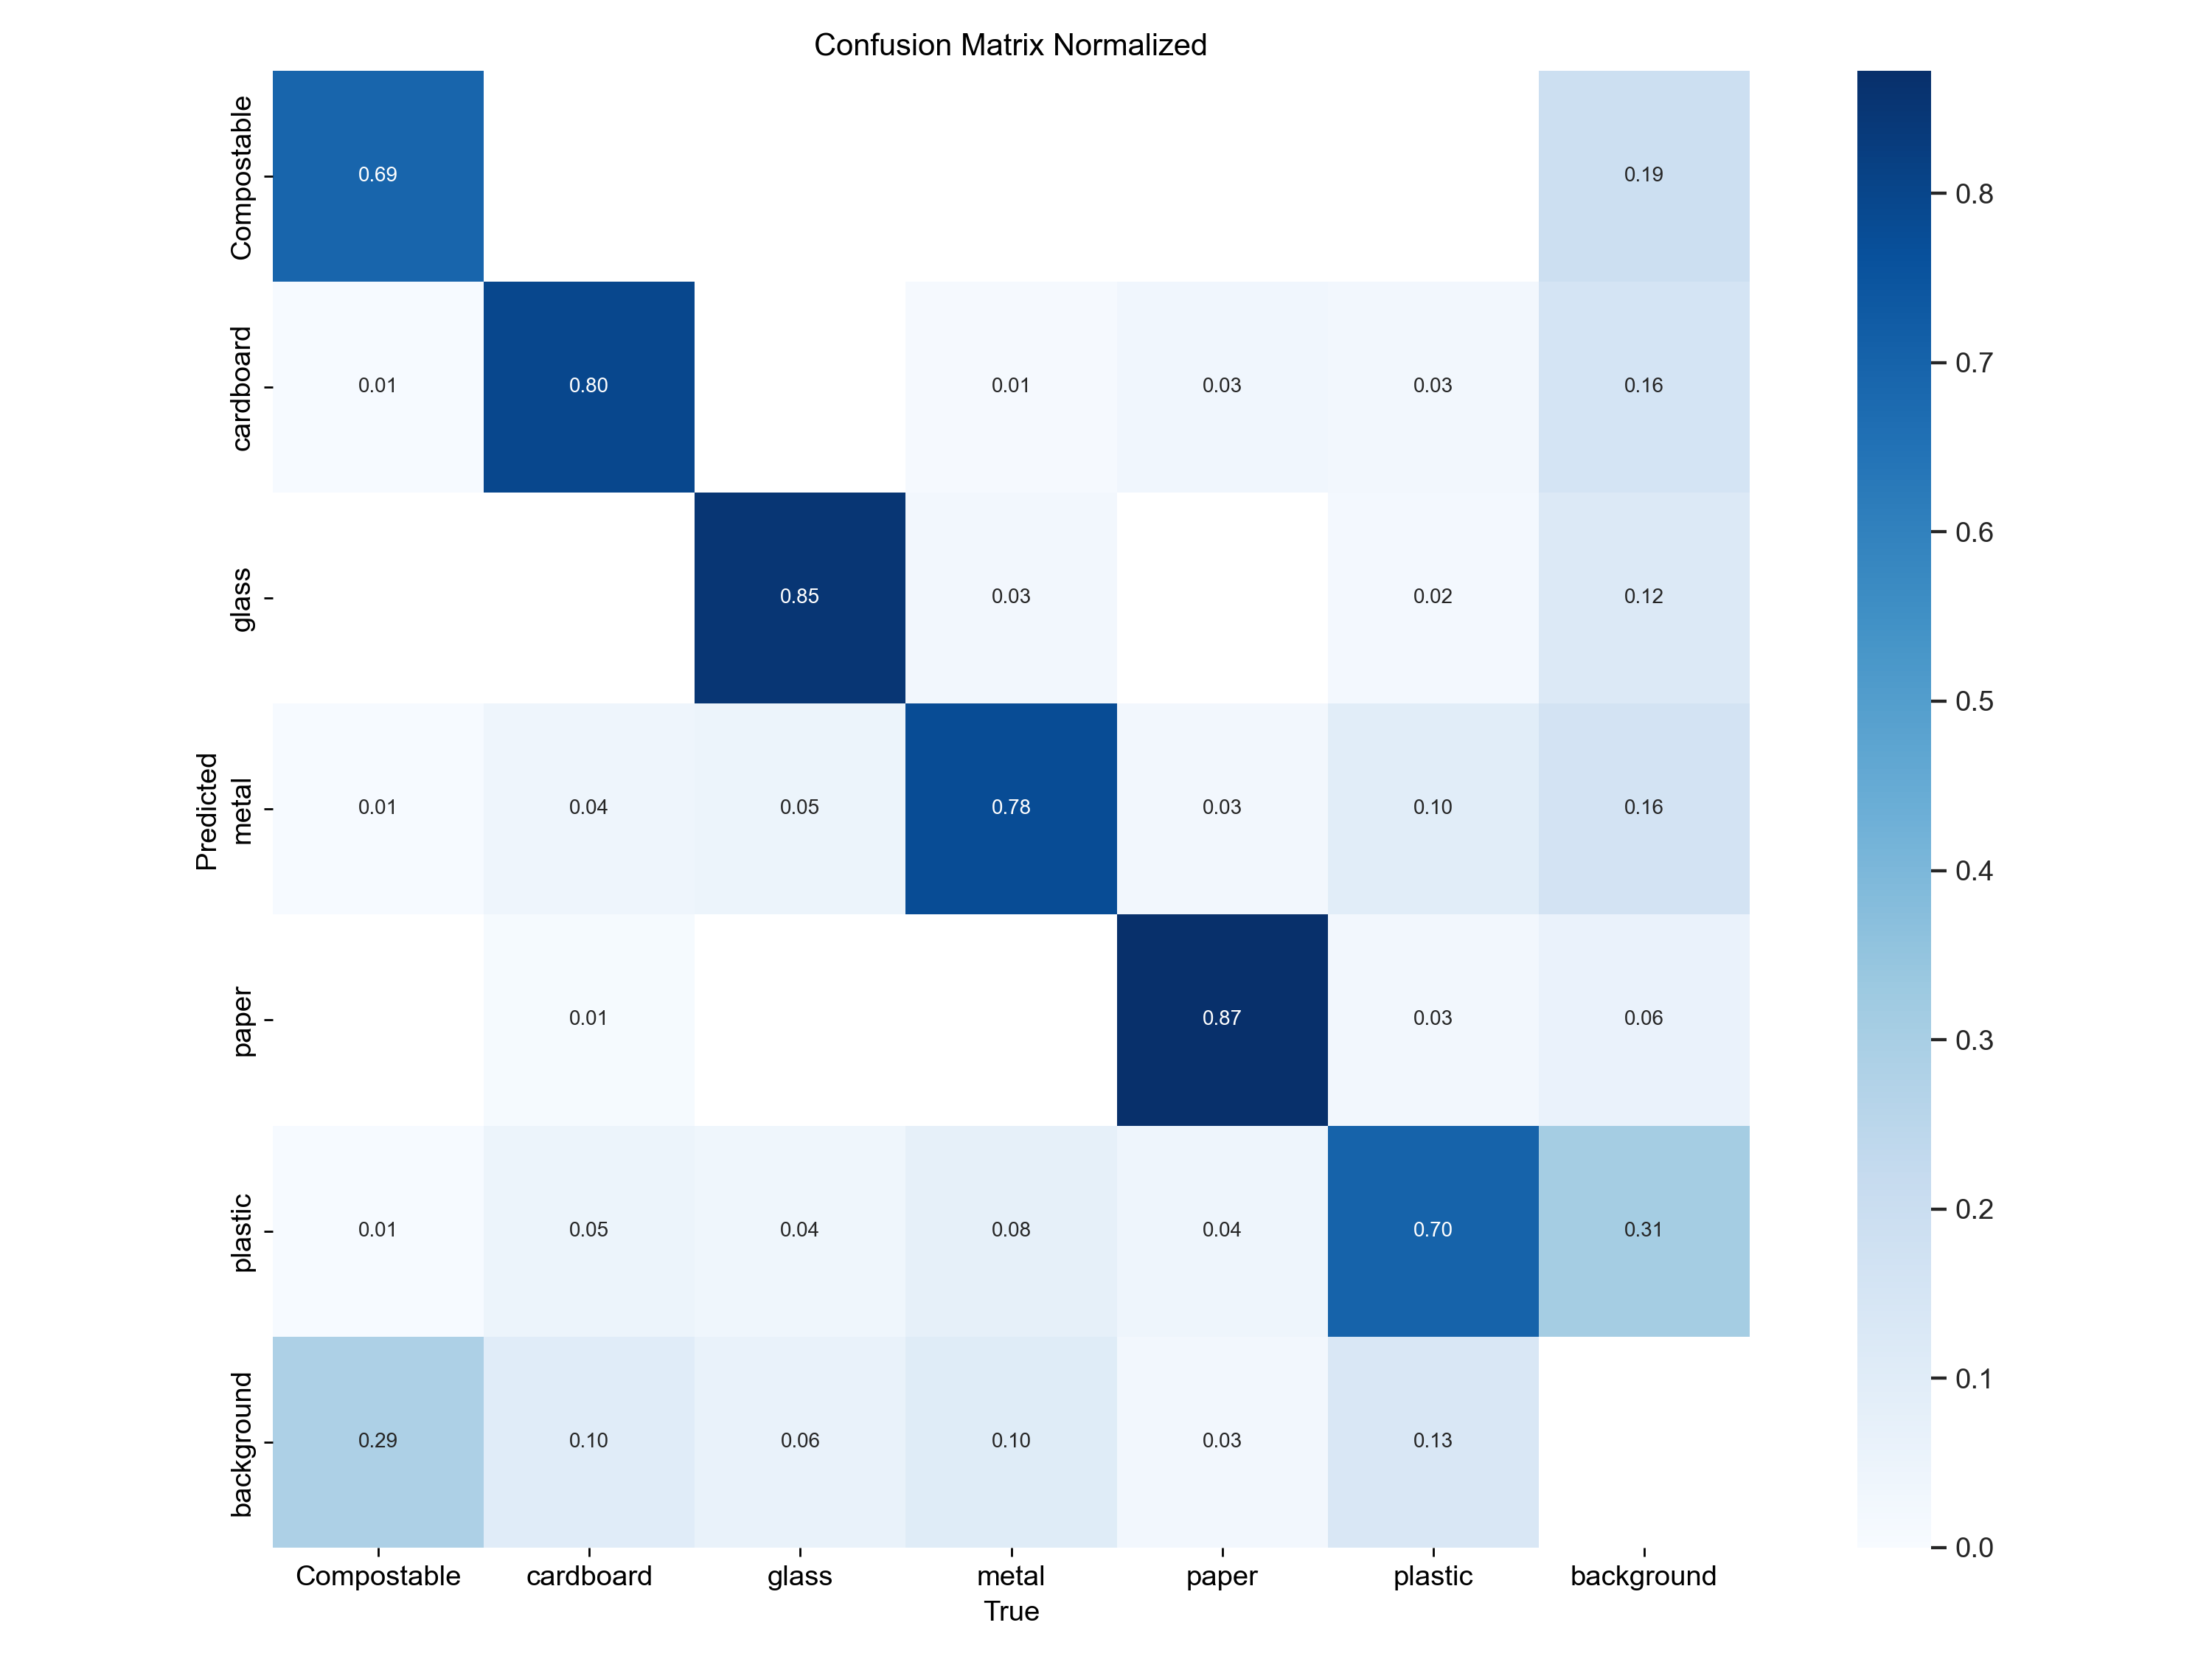 Confusion Matrix Normalized
Compostable
0.69
0.19
cardboard
0.01 0.80 0.01 0.03 0.03 0.16
glass
0.85 0.03 0.02 0.12
Predicted
metal
0.01 0.04 0.05 0.78 0.03 0.10 0.16
paper
0.01 0.87 0.03 0.06
plastic
0.01 0.05 0.04 0.08 0.04 0.70 0.31
background
0.29 0.10 0.06 0.10 0.03 0.13
Compostable cardboard glass metal paper plastic background
True
0.8
0.7
0.6
0.5
0.4
0.3
0.2
0.1
0.0